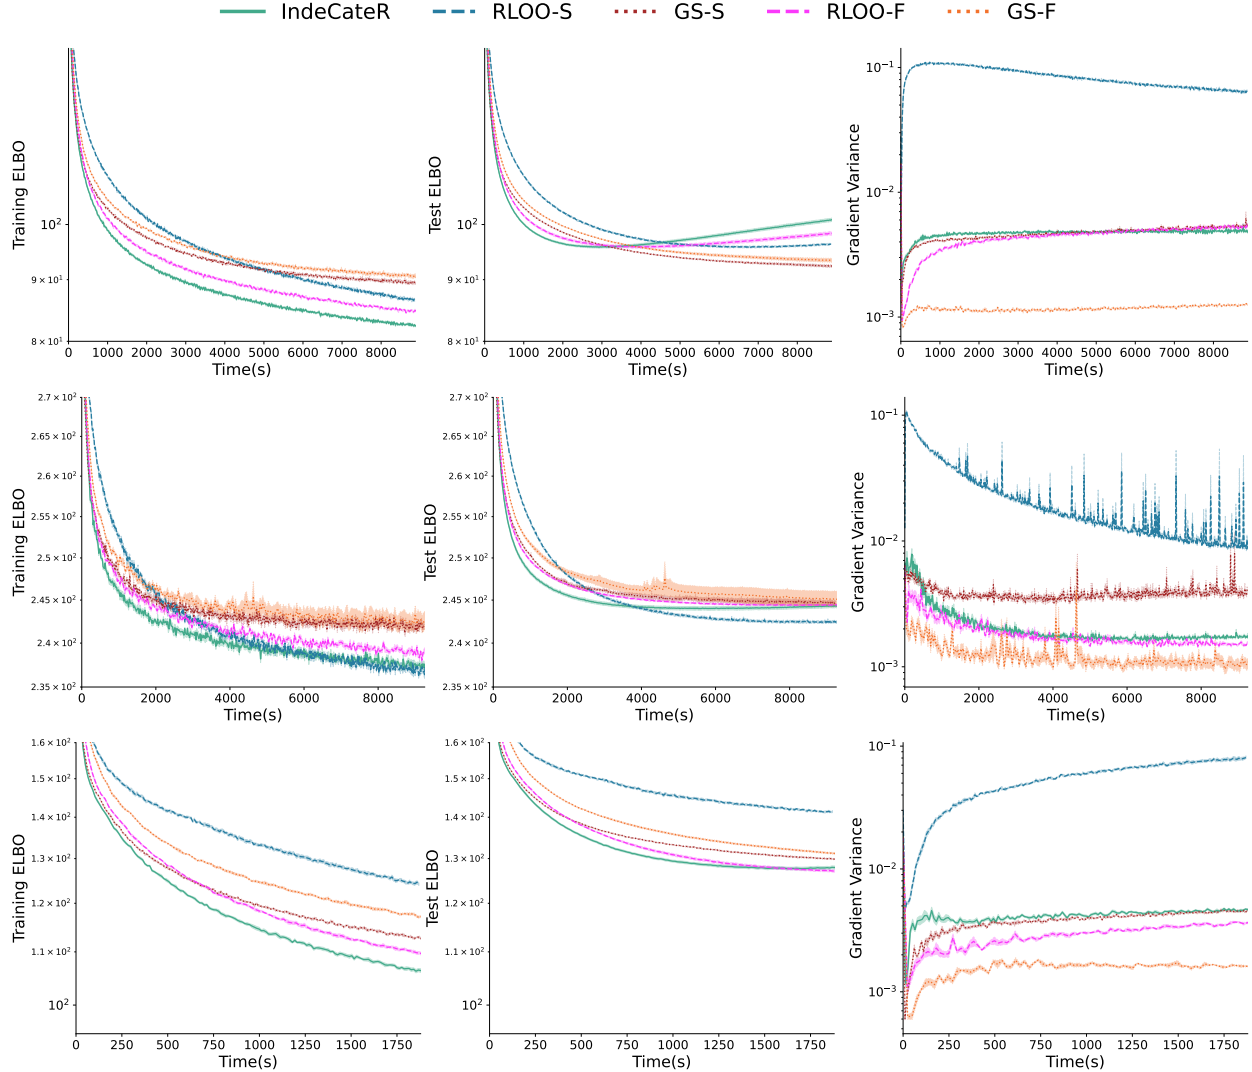 IndeCateR RLOO-S GS-S RLOO-F GS-F
Training ELBO
10²
9 × 10¹
8 × 10¹
0 1000 2000 3000 4000 5000 6000 7000 8000
Time(s)
Test ELBO
10²
9 × 10¹
8 × 10¹
0 1000 2000 3000 4000 5000 6000 7000 8000
Time(s)
Gradient Variance
10⁻¹
10⁻²
10⁻³
0 1000 2000 3000 4000 5000 6000 7000 8000
Time(s)
Training ELBO
2.7 × 10²
2.65 × 10²
2.6 × 10²
2.55 × 10²
2.5 × 10²
2.45 × 10²
2.4 × 10²
2.35 × 10²
0 2000 4000 6000 8000
Time(s)
Test ELBO
2.7 × 10²
2.65 × 10²
2.6 × 10²
2.55 × 10²
2.5 × 10²
2.45 × 10²
2.4 × 10²
2.35 × 10²
0 2000 4000 6000 8000
Time(s)
Gradient Variance
10⁻¹
10⁻²
10⁻³
0 2000 4000 6000 8000
Time(s)
Training ELBO
1.6 × 10²
1.5 × 10²
1.4 × 10²
1.3 × 10²
1.2 × 10²
1.1 × 10²
10²
0 250 500 750 1000 1250 1500 1750
Time(s)
Test ELBO
1.6 × 10²
1.5 × 10²
1.4 × 10²
1.3 × 10²
1.2 × 10²
1.1 × 10²
10²
0 250 500 750 1000 1250 1500 1750
Time(s)
Gradient Variance
10⁻¹
10⁻²
10⁻³
0 250 500 750 1000 1250 1500 1750
Time(s)